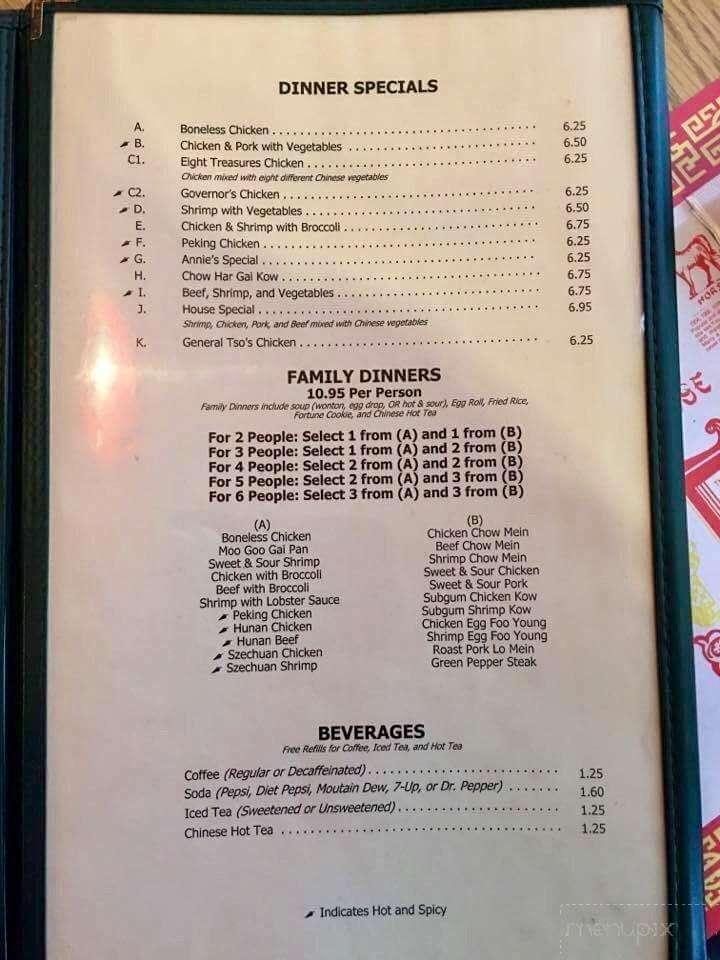 DINNER SPECIALS
A. Boneless Chicken 6.25
B. Chicken & Pork with Vegetables 6.50
C1. Eight Treasures Chicken 6.25
Chicken mixed with eight different Chinese vegetables
C2. Governor's Chicken 6.25
D. Shrimp with Vegetables 6.50
E. Chicken & Shrimp with Broccoli 6.75
F. Peking Chicken 6.25
G. Annie's Special 6.25
H. Chow Har Gai Kow 6.75
I. Beef, Shrimp, and Vegetables 6.75
J. House Special 6.95
Shrimp, Chicken, Pork, and Beef mixed with Chinese vegetables
K. General Tso's Chicken 6.25
FAMILY DINNERS
10.95 Per Person
Family Dinners include soup (wonton, egg drop, OR hot & sour), Egg Roll, Fried Rice,
Fortune Cookie, and Chinese Hot Tea
For 2 People: Select 1 from (A) and 1 from (B)
For 3 People: Select 1 from (A) and 2 from (B)
For 4 People: Select 2 from (A) and 2 from (B)
For 5 People: Select 2 from (A) and 3 from (B)
For 6 People: Select 3 from (A) and 3 from (B)
(A)
Boneless Chicken
Moo Goo Gai Pan
Sweet & Sour Shrimp
Chicken with Broccoli
Beef with Broccoli
Shrimp with Lobster Sauce
Peking Chicken
Hunan Chicken
Hunan Beef
Szechuan Chicken
Szechuan Shrimp
(B)
Chicken Chow Mein
Beef Chow Mein
Shrimp Chow Mein
Sweet & Sour Chicken
Sweet & Sour Pork
Subgum Chicken Kow
Subgum Shrimp Kow
Chicken Egg Foo Young
Shrimp Egg Foo Young
Roast Pork Lo Mein
Green Pepper Steak
BEVERAGES
Free Refills for Coffee, Iced Tea, and Hot Tea
Coffee (Regular or Decaffeinated) 1.25
Soda (Pepsi, Diet Pepsi, Moutain Dew, 7-Up, or Dr. Pepper) 1.60
Iced Tea (Sweetened or Unsweetened) 1.25
Chinese Hot Tea 1.25
Indicates Hot and Spicy
HORSE
menupix